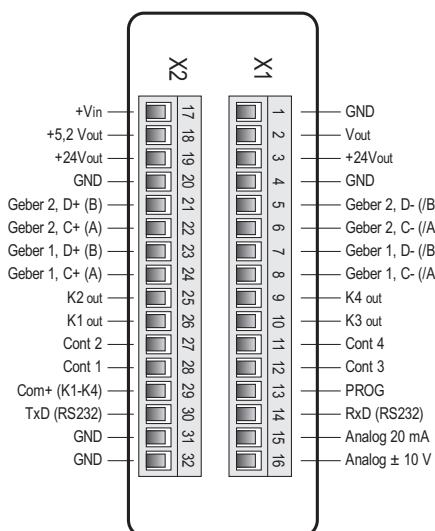 X2 X1
+Vin 17 1 GND
+5,2 Vout 18 2 Vout
+24Vout 19 3 +24Vout
GND 20 4 GND
Geber 2, D+ (B) 21 5 Geber 2, D- (/B
Geber 2, C+ (A) 22 6 Geber 2, C- (/A
Geber 1, D+ (B) 23 7 Geber 1, D- (/B
Geber 1, C+ (A) 24 8 Geber 1, C- (/A
K2 out 25 9 K4 out
K1 out 26 10 K3 out
Cont 2 27 11 Cont 4
Cont 1 28 12 Cont 3
Com+ (K1-K4) 29 13 PROG
TxD (RS232) 30 14 RxD (RS232)
GND 31 15 Analog 20 mA
GND 32 16 Analog ± 10 V